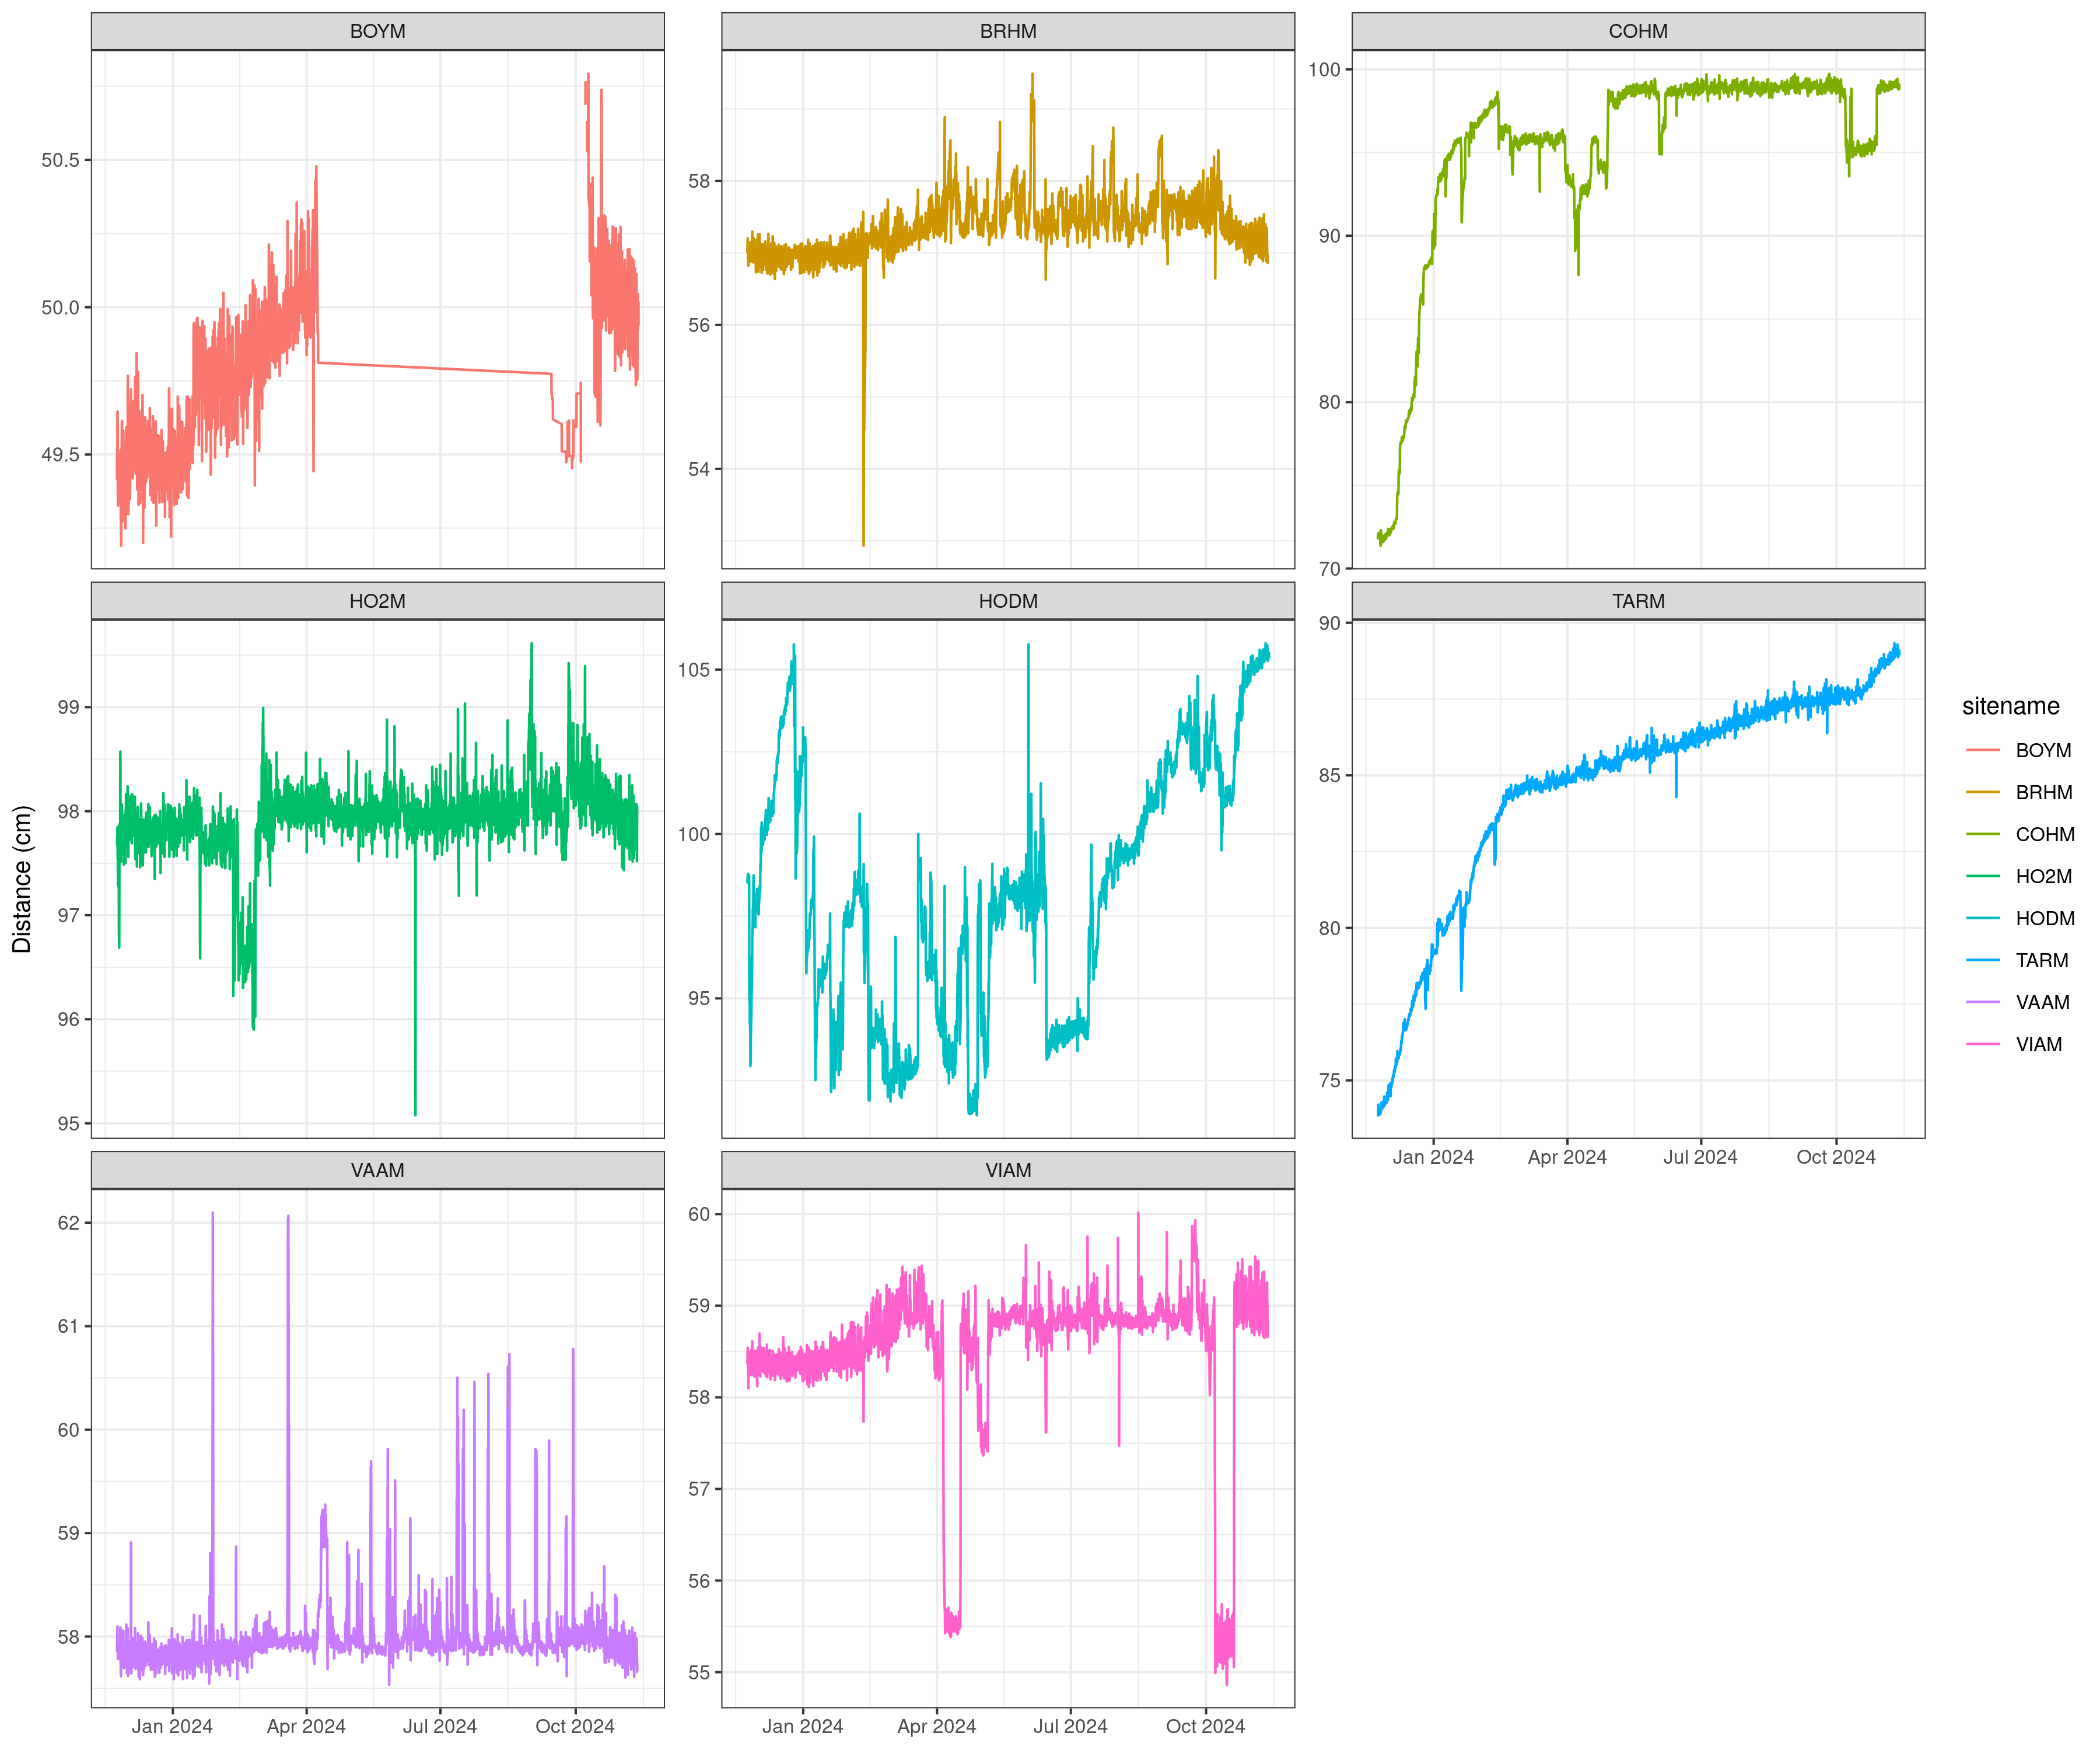 BOYM
BRHM
COHM
50.5
50.0
49.5
58
56
54
100
90
80
70
HO2M
HODM
TARM
99
98
97
96
95
105
100
95
90
85
80
75
Jan 2024
Apr 2024
Jul 2024
Oct 2024
VAAM
VIAM
62
61
60
59
58
60
59
58
57
56
55
Jan 2024
Apr 2024
Jul 2024
Oct 2024
Jan 2024
Apr 2024
Jul 2024
Oct 2024
Distance (cm)
sitename
BOYM
BRHM
COHM
HO2M
HODM
TARM
VAAM
VIAM